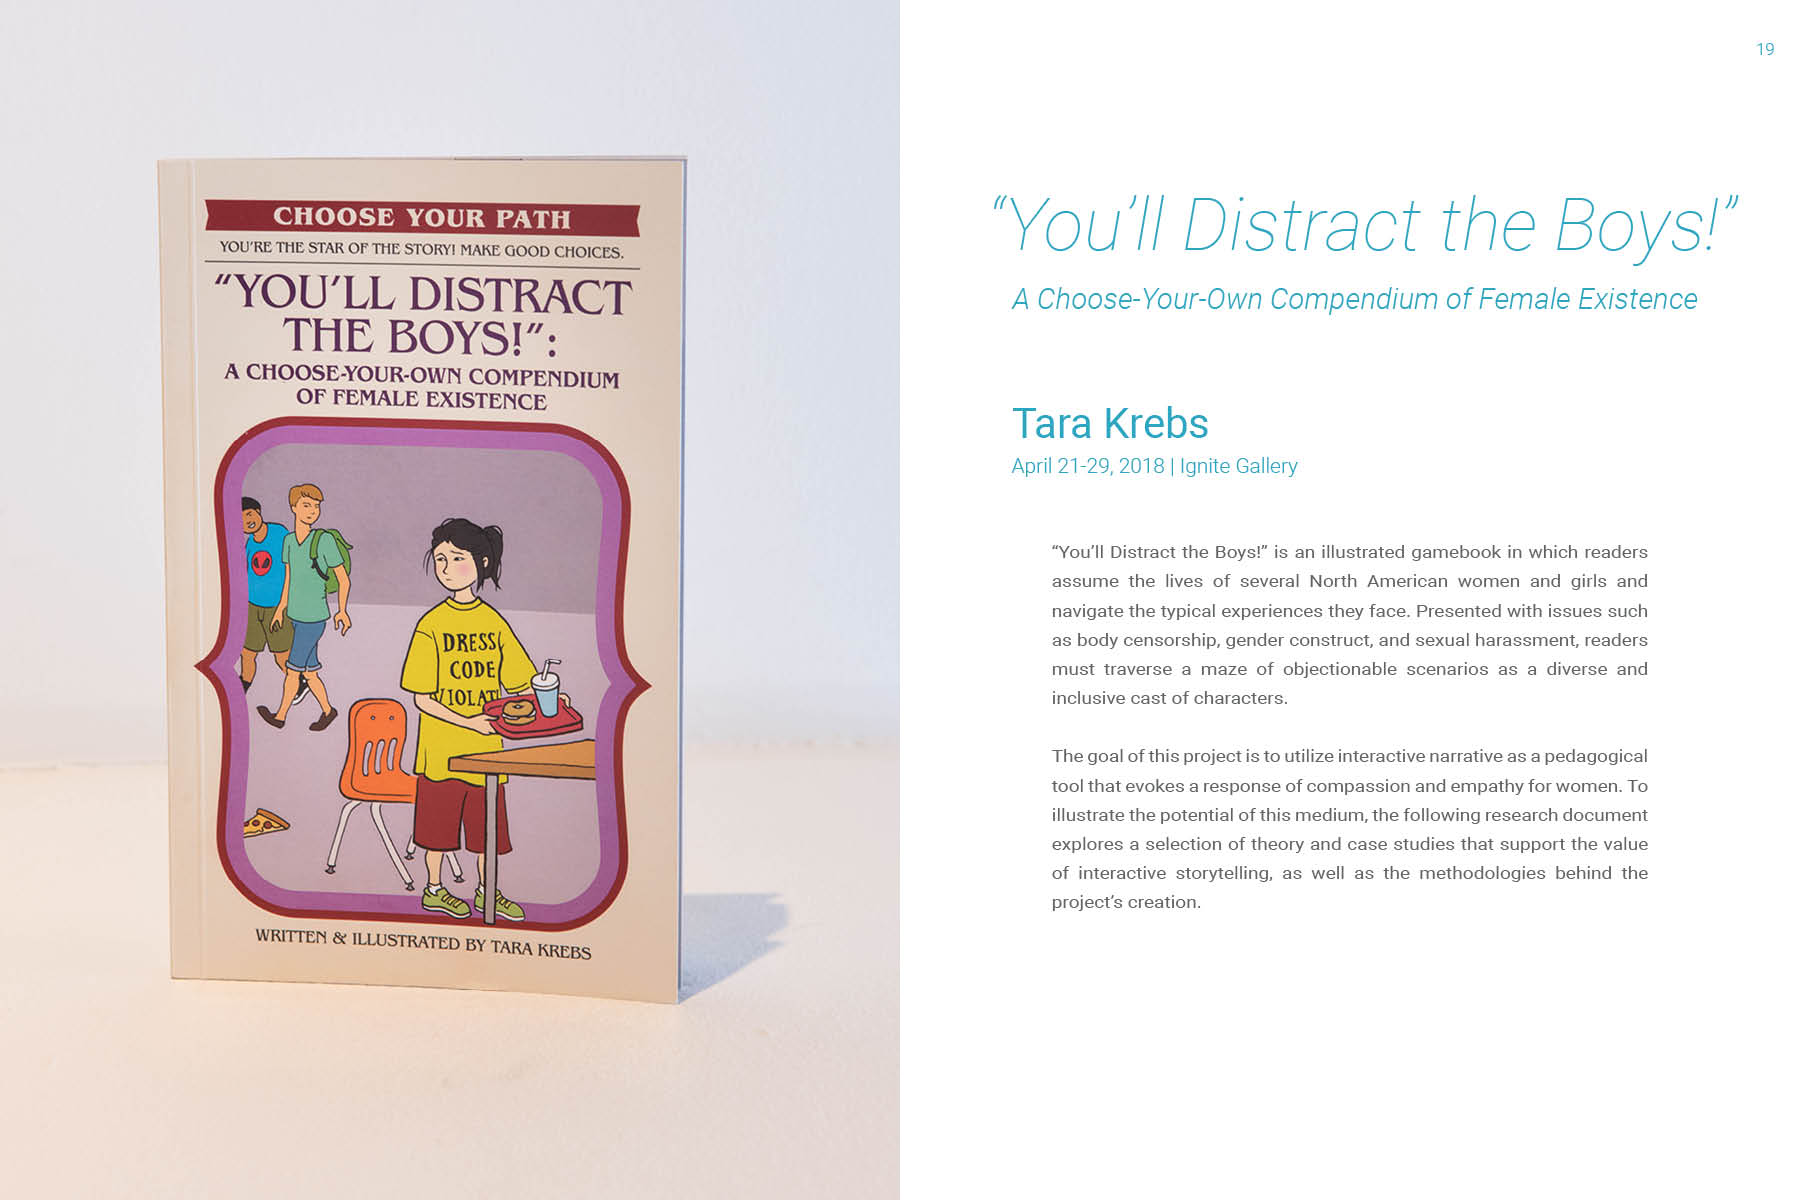 CHOOSE YOUR PATH
YOU'RE THE STAR OF THE STORY! MAKE GOOD CHOICES.
“YOU'LL DISTRACT
THE BOYS!”:
A CHOOSE-YOUR-OWN COMPENDIUM
OF FEMALE EXISTENCE
DRESS
CODE
VIOLAT
WRITTEN & ILLUSTRATED BY TARA KREBS
19
“You’ll Distract the Boys!”
A Choose-Your-Own Compendium of Female Existence
Tara Krebs
April 21-29, 2018 | Ignite Gallery
“You’ll Distract the Boys!” is an illustrated gamebook in which readers
assume the lives of several North American women and girls and
navigate the typical experiences they face. Presented with issues such
as body censorship, gender construct, and sexual harassment, readers
must traverse a maze of objectionable scenarios as a diverse and
inclusive cast of characters.
The goal of this project is to utilize interactive narrative as a pedagogical
tool that evokes a response of compassion and empathy for women. To
illustrate the potential of this medium, the following research document
explores a selection of theory and case studies that support the value
of interactive storytelling, as well as the methodologies behind the
project’s creation.